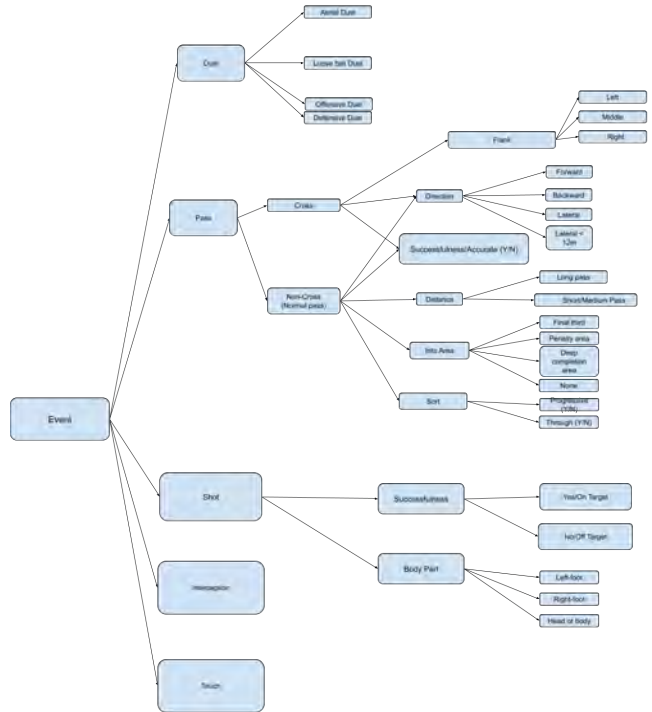 Aerial Duel
Duel
Loose ball Duel
Offensive Duel
Defensive Duel
Left
Flank
Middle
Right
Forward
Cross
Direction
Backward
Pass
Lateral
Successfulness/Accurate (Y/N)
Lateral <
12m
Long pass
Non-Cross
(Normal pass)
Distance
Short/Medium Pass
Final third
Penalty area
Into Area
Deep
completion
area
None
Sort
Progressive
(Y/N)
Through (Y/N)
Event
Shot
Successfulness
Yes/On Target
No/Off Target
Body Part
Left-foot
Interception
Right-foot
Head or body
Touch